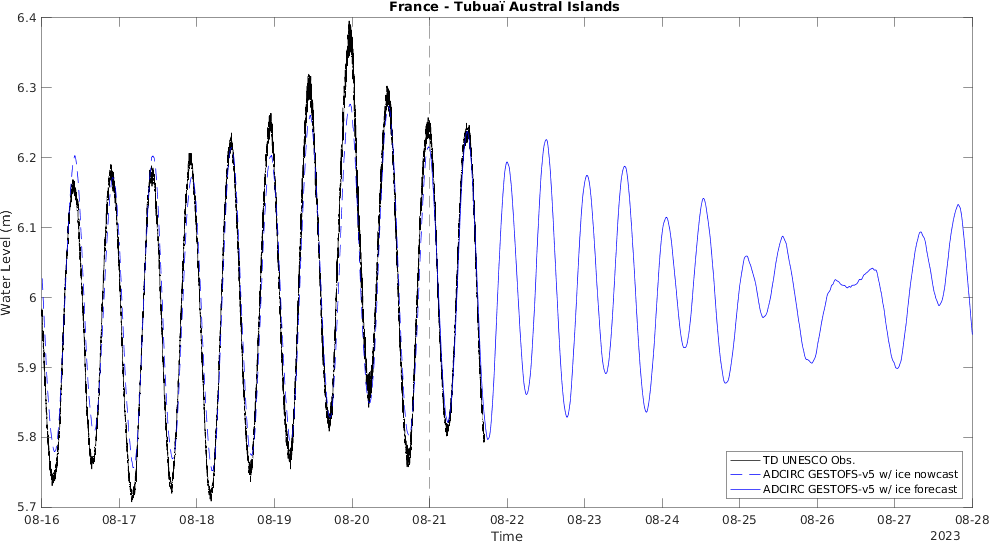 France - Tubuaï Austral Islands
6.4
6.3
6.2
6.1
6
5.9
5.8
5.7
Water Level (m)
TD UNESCO Obs.
ADCIRC GESTOFS-v5 w/ ice nowcast
ADCIRC GESTOFS-v5 w/ ice forecast
08-16 08-17 08-18 08-19 08-20 08-21 08-22 08-23 08-24 08-25 08-26 08-27 08-28
Time
2023